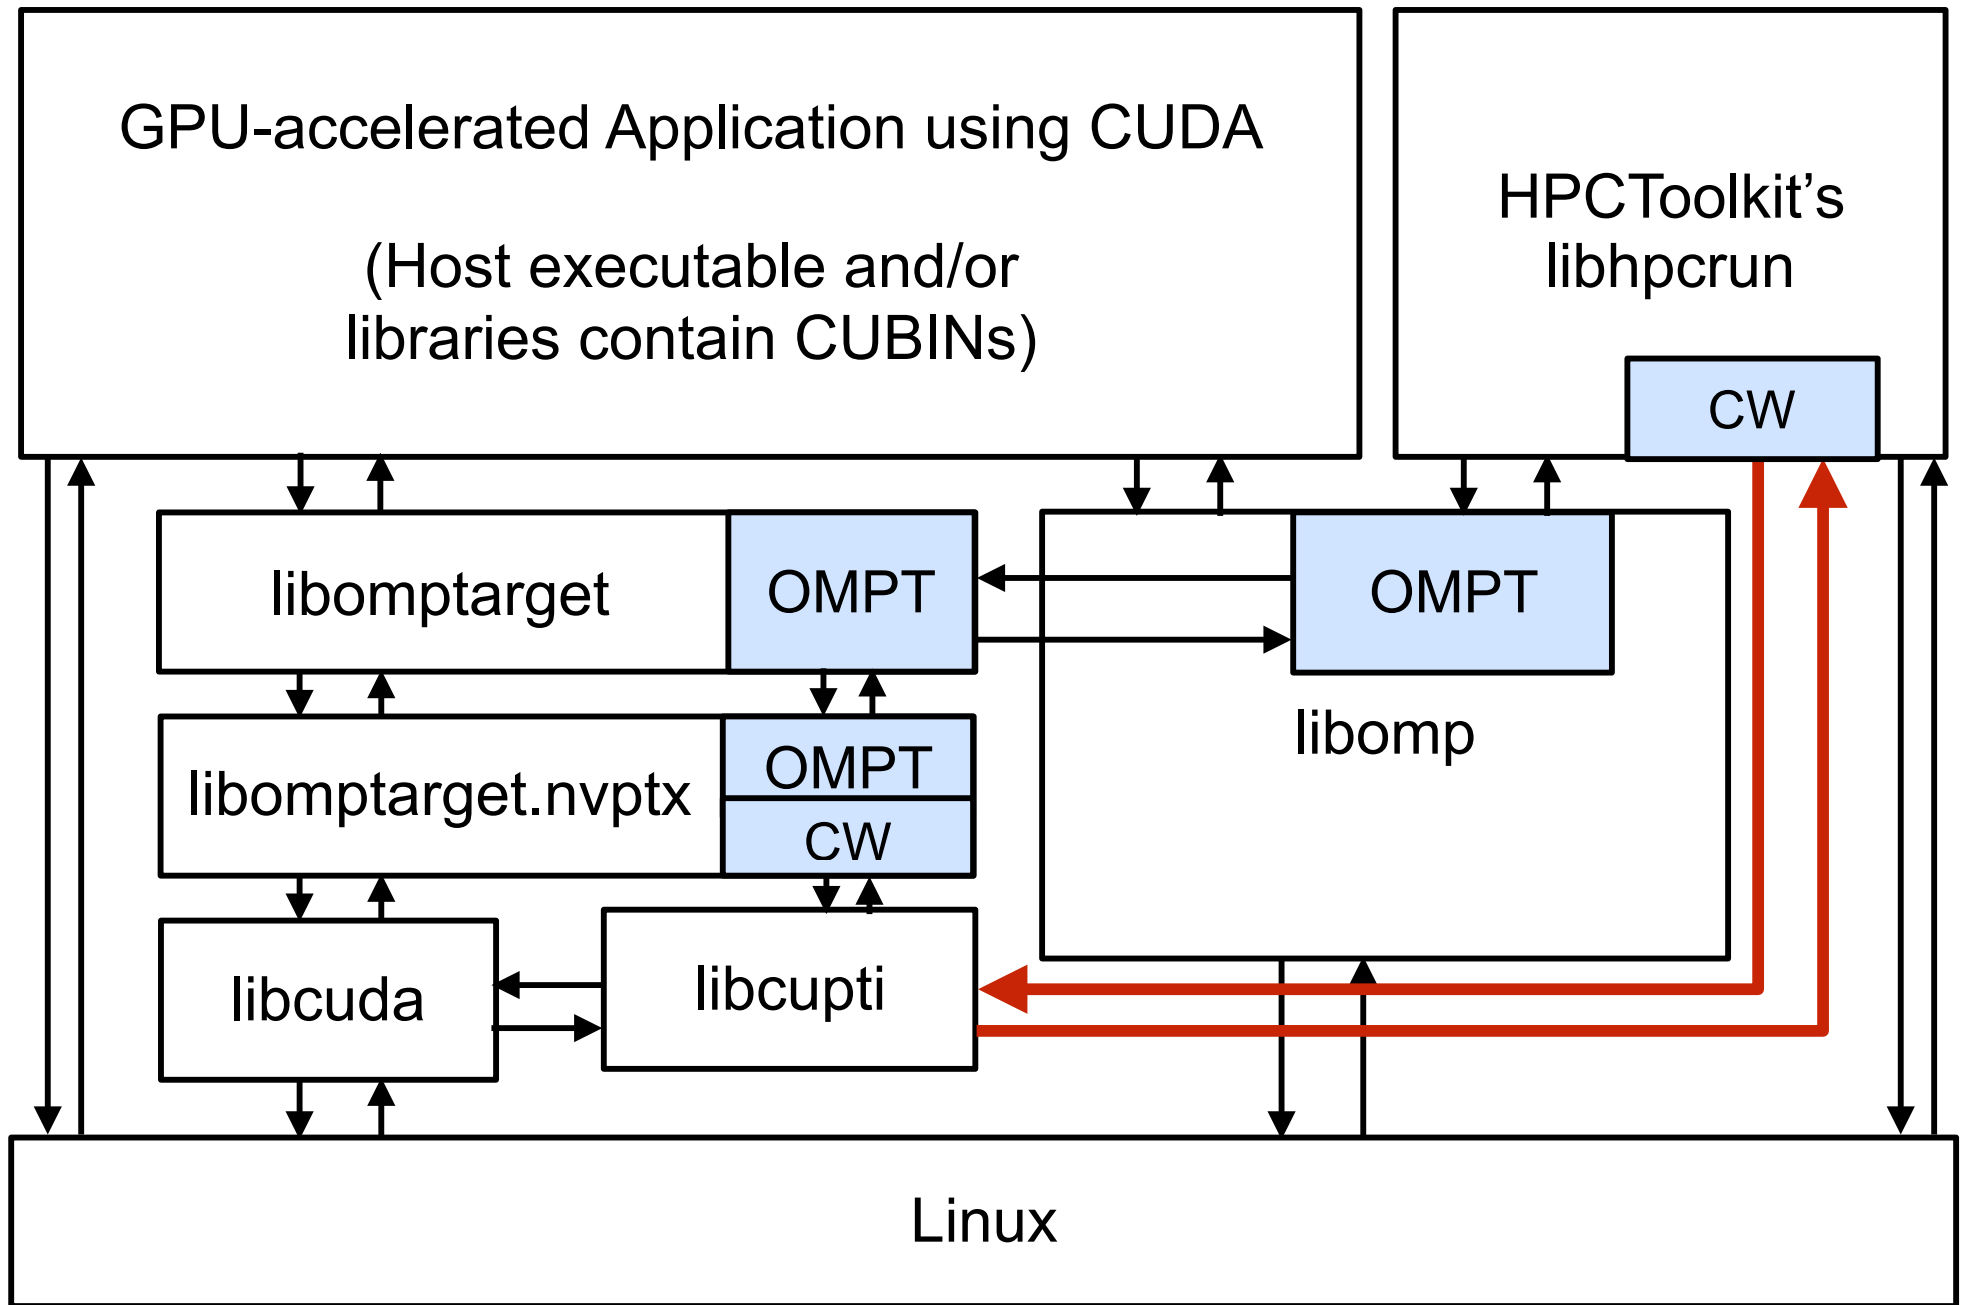 GPU-accelerated Application using CUDA
(Host executable and/or
libraries contain CUBINs)
HPCToolkit’s
libhpcrun
CW
libomptarget
OMPT
OMPT
libomp
libomptarget.nvptx
OMPT
CW
libcuda
libcupti
Linux